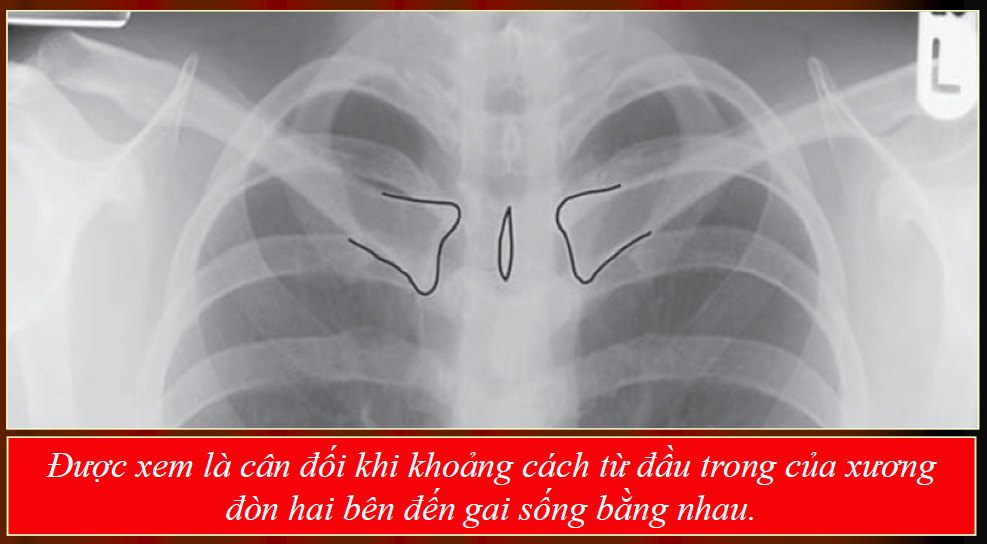 L
Được xem là cân đối khi khoảng cách từ đầu trong của xương
đòn hai bên đến gai sống bằng nhau.